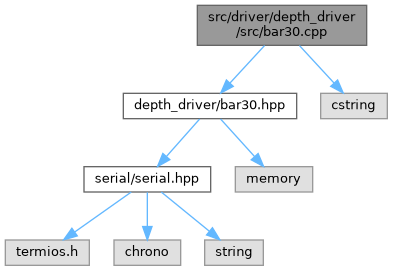 src/driver/depth_driver
/src/bar30.cpp
depth_driver/bar30.hpp
cstring
serial/serial.hpp
memory
termios.h
chrono
string